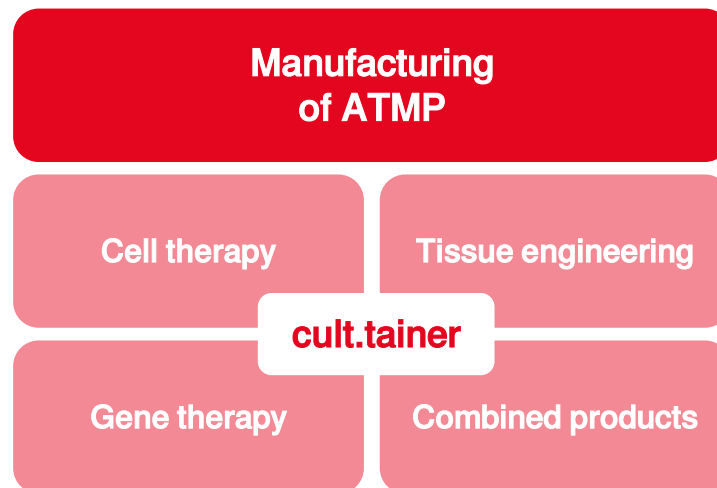 Manufacturing
of ATMP
Cell therapy
Tissue engineering
cult.tainer
Gene therapy
Combined products